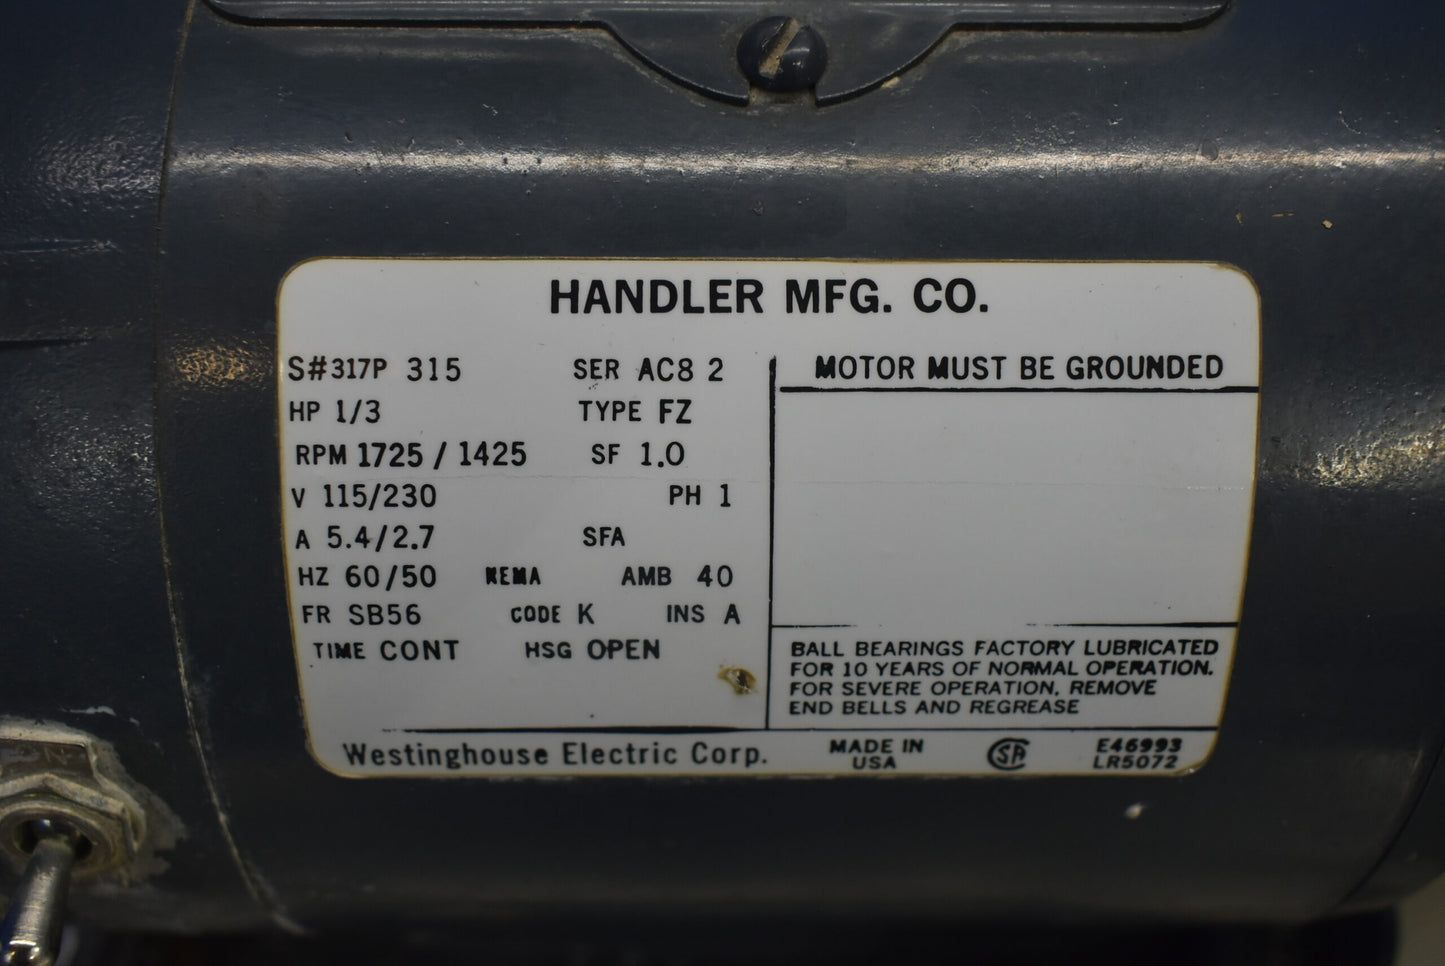 HANDLER MFG. CO.
S#317P 315 SER AC8 2
HP 1/3 TYPE FZ
RPM 1725 / 1425 SF 1.0
V 115/230 PH 1
A 5.4/2.7 SFA
HZ 60/50 NEMA AMB 40
FR SB56 CODE K INS A
TIME CONT HSG OPEN
MOTOR MUST BE GROUNDED
BALL BEARINGS FACTORY LUBRICATED
FOR 10 YEARS OF NORMAL OPERATION.
FOR SEVERE OPERATION, REMOVE
END BELLS AND REGREASE
Westinghouse Electric Corp.
MADE IN
USA
SA
E46993
LR5072